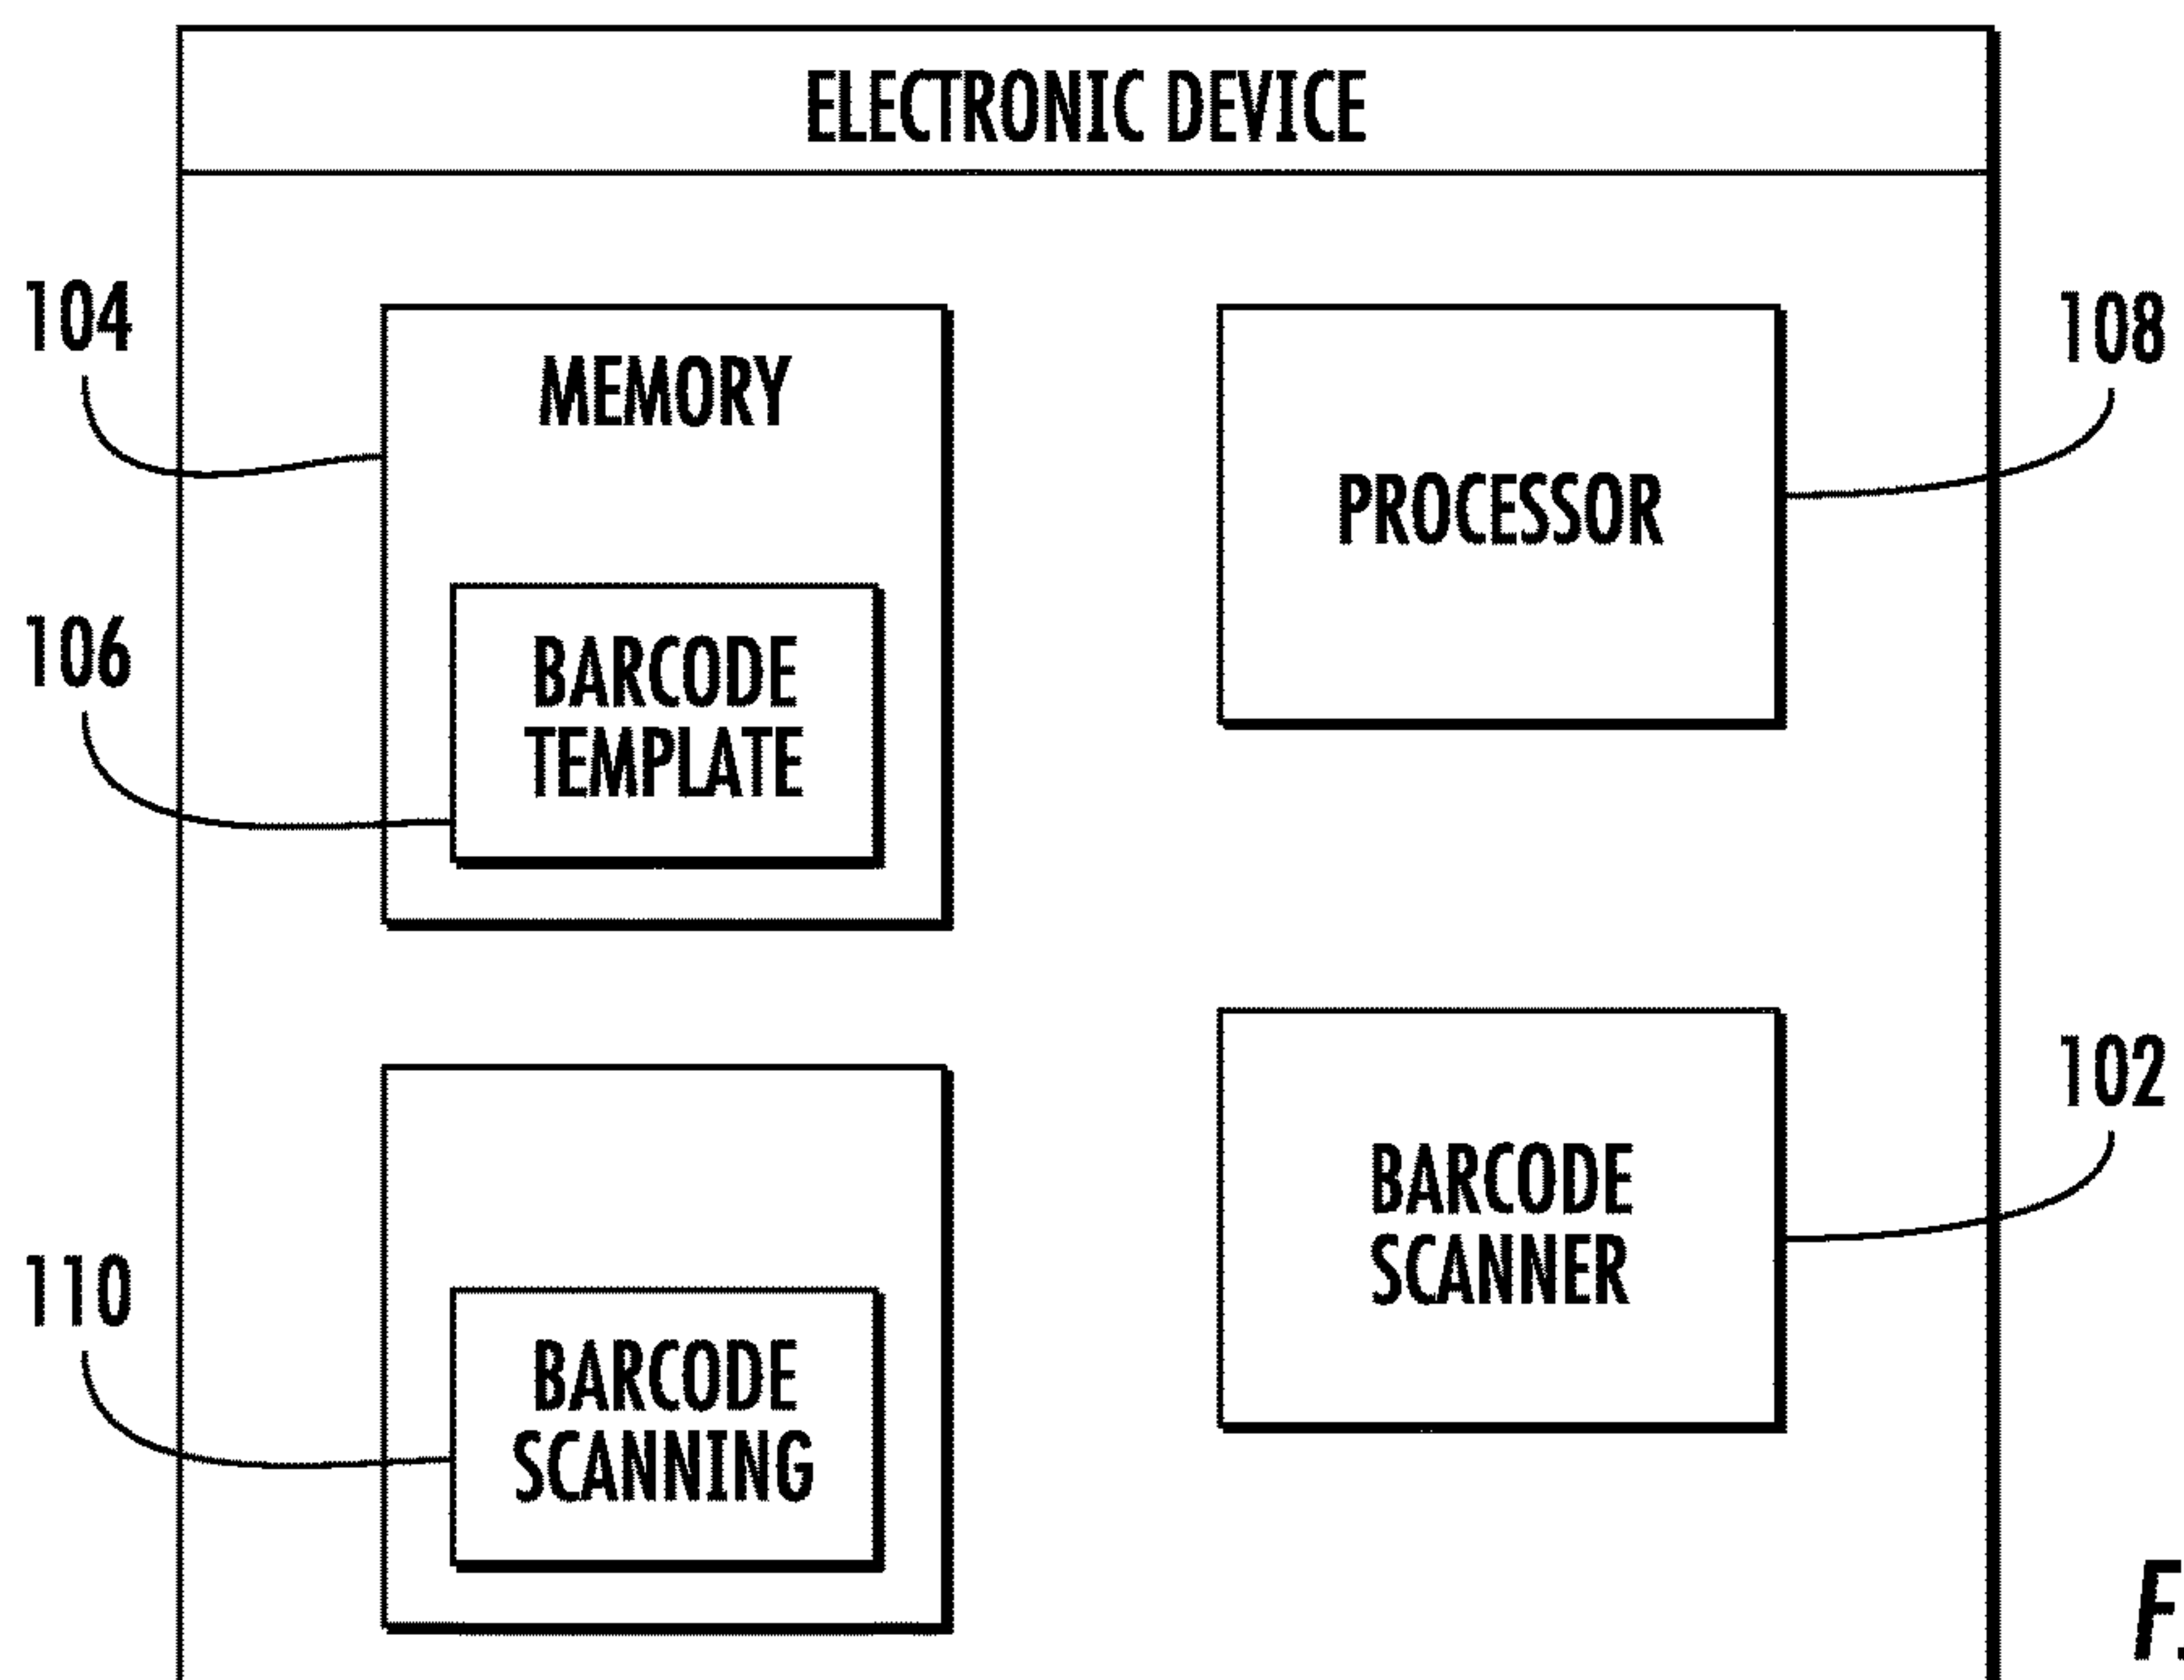 ELECTRONIC DEVICE
104
108
MEMORY
PROCESSOR
106
BARCODE
TEMPLATE
102
BARCODE
SCANNER
110
BARCODE
SCANNING